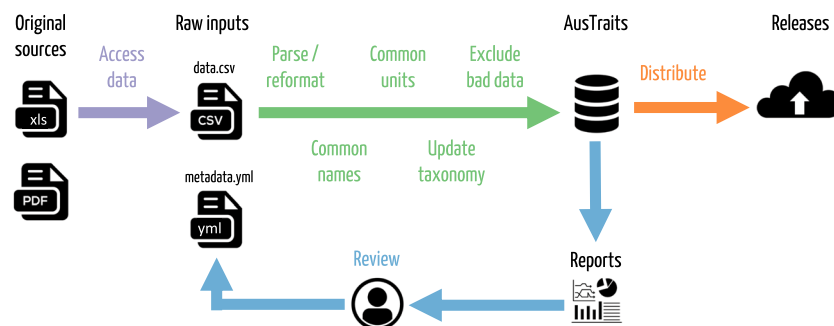 Original
sources
Raw inputs
AusTraits
Releases
Access
data
data.csv
Parse /
reformat
Common
units
Exclude
bad data
Distribute
xls
CSV
Common
names
Update
taxonomy
PDF
metadata.yml
yml
Review
Reports